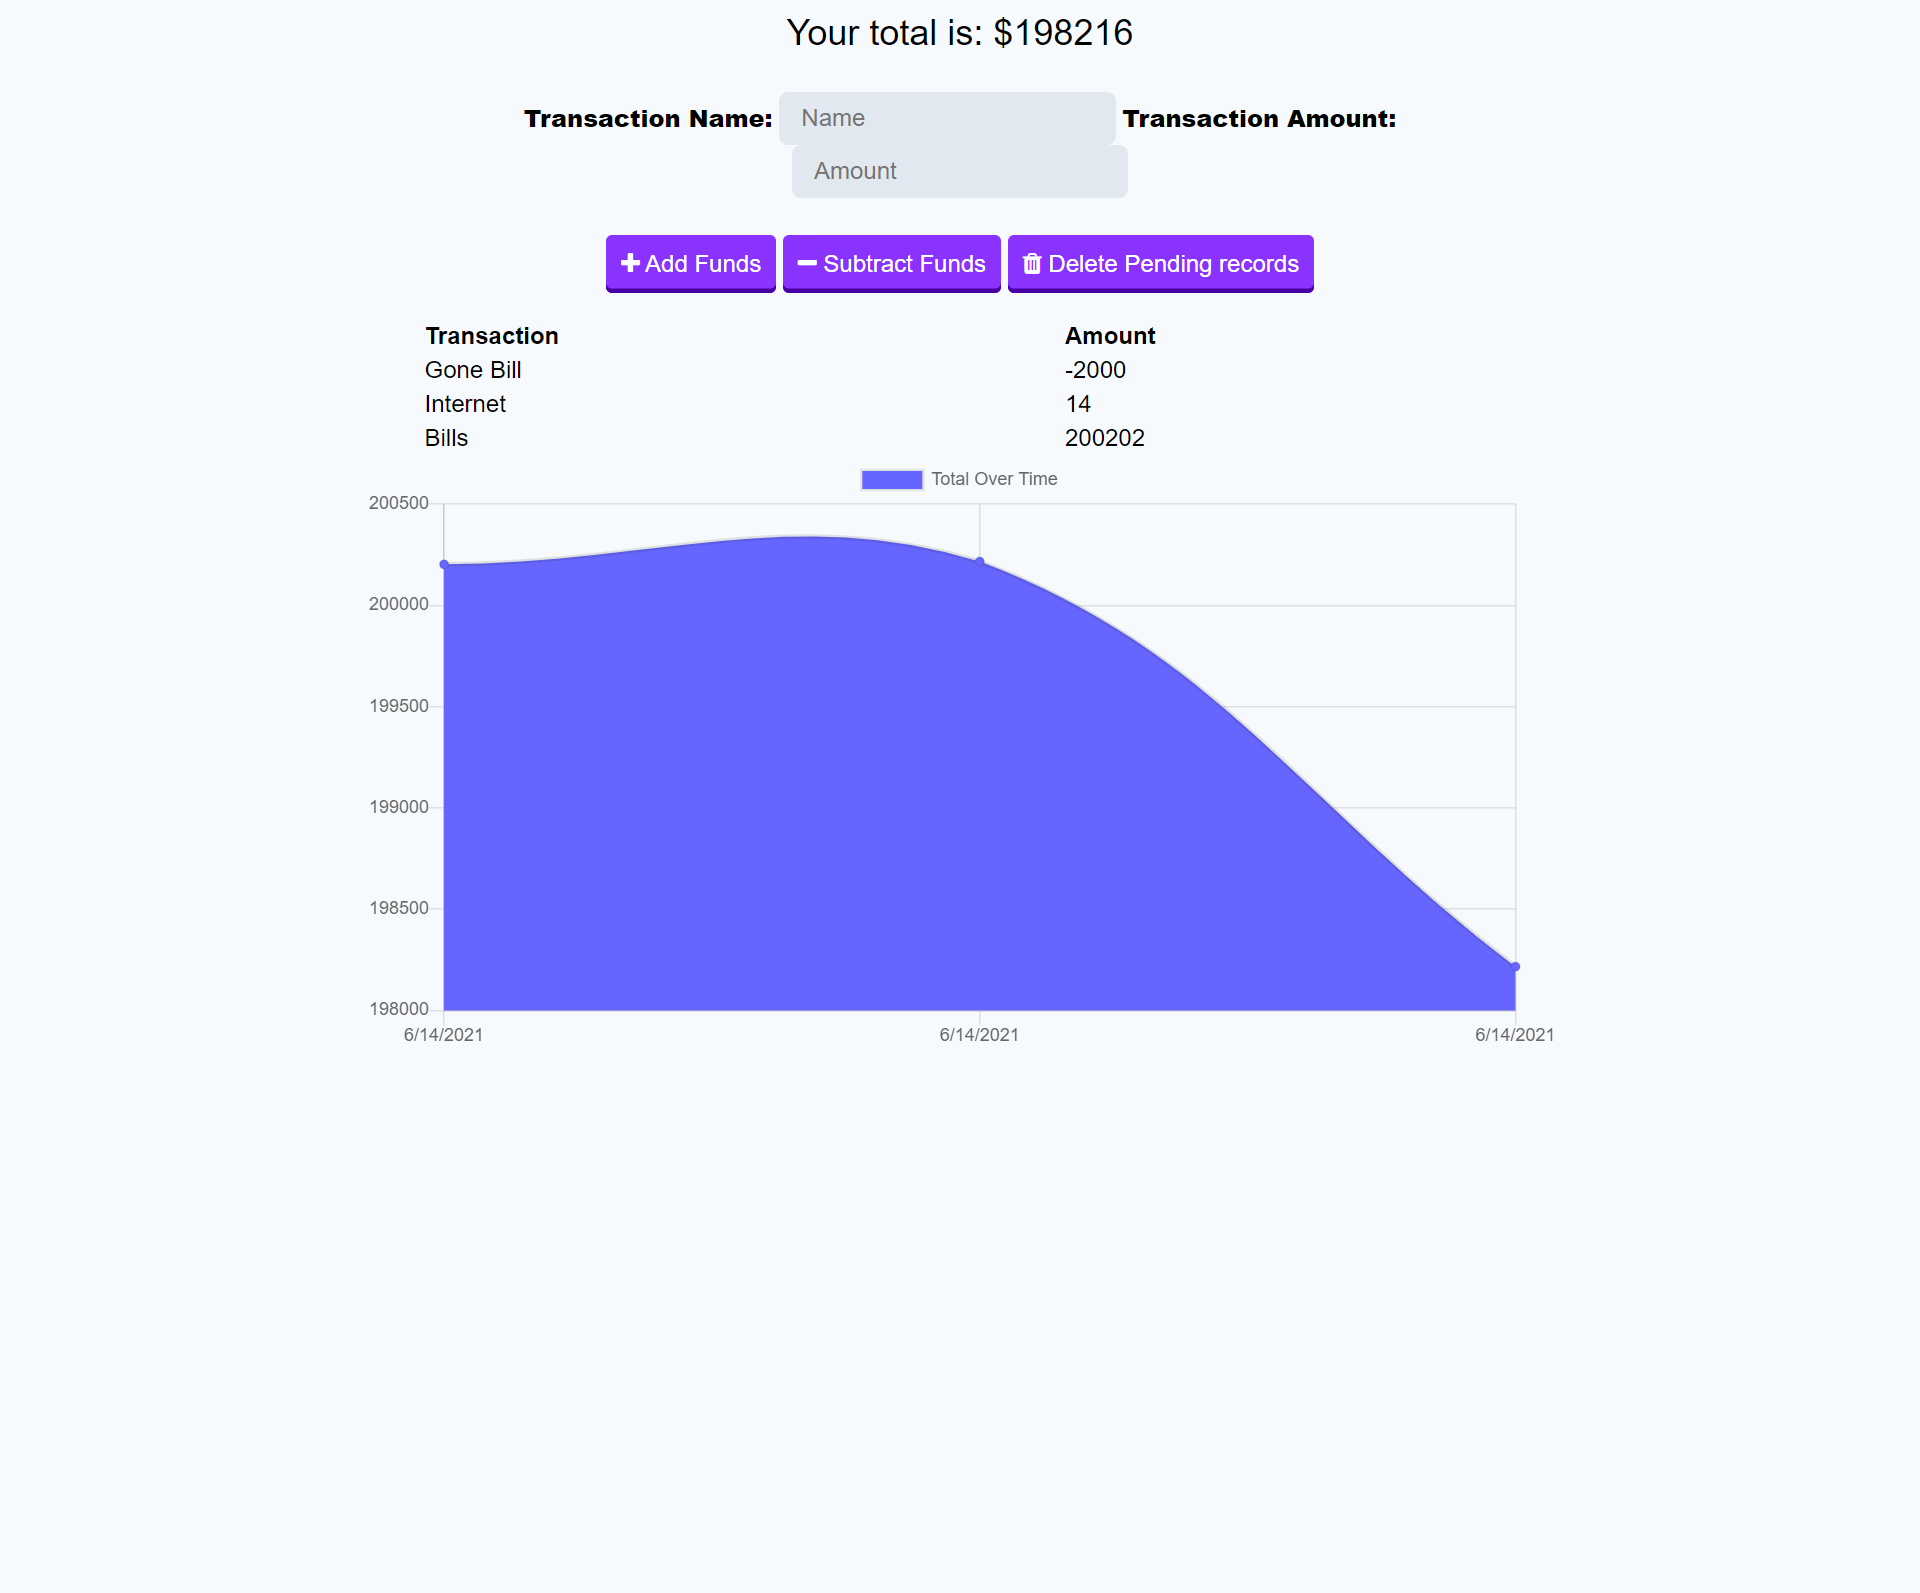 Your total is: $198216
Transaction Name: Name Transaction Amount:
Amount
Add Funds Subtract Funds Delete Pending records
Transaction Amount
Gone Bill -2000
Internet 14
Bills 200202
Total Over Time
200500
200000
199500
199000
198500
198000
6/14/2021 6/14/2021 6/14/2021